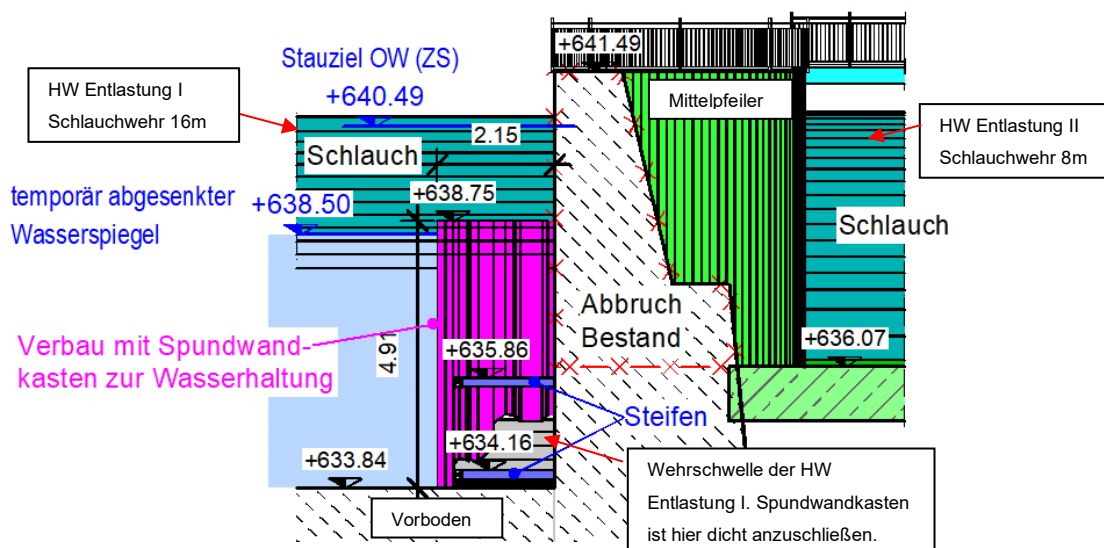 +641.49
Stauziel OW (ZS)
+640.49
HW Entlastung I
Schlauchwehr 16m
Mittelpfeiler
HW Entlastung II
Schlauchwehr 8m
2.15
Schlauch
+638.75
temporär abgesenkter
Wasserspiegel
+638.50
Schlauch
Abbruch
Bestand
+636.07
Verbau mit Spundwand-
kasten zur Wasserhaltung
4.91
+635.86
Steifen
+634.16
+633.84
Vorboden
Wehrschwelle der HW
Entlastung I. Spundwandkasten
ist hier dicht anzuschließen.